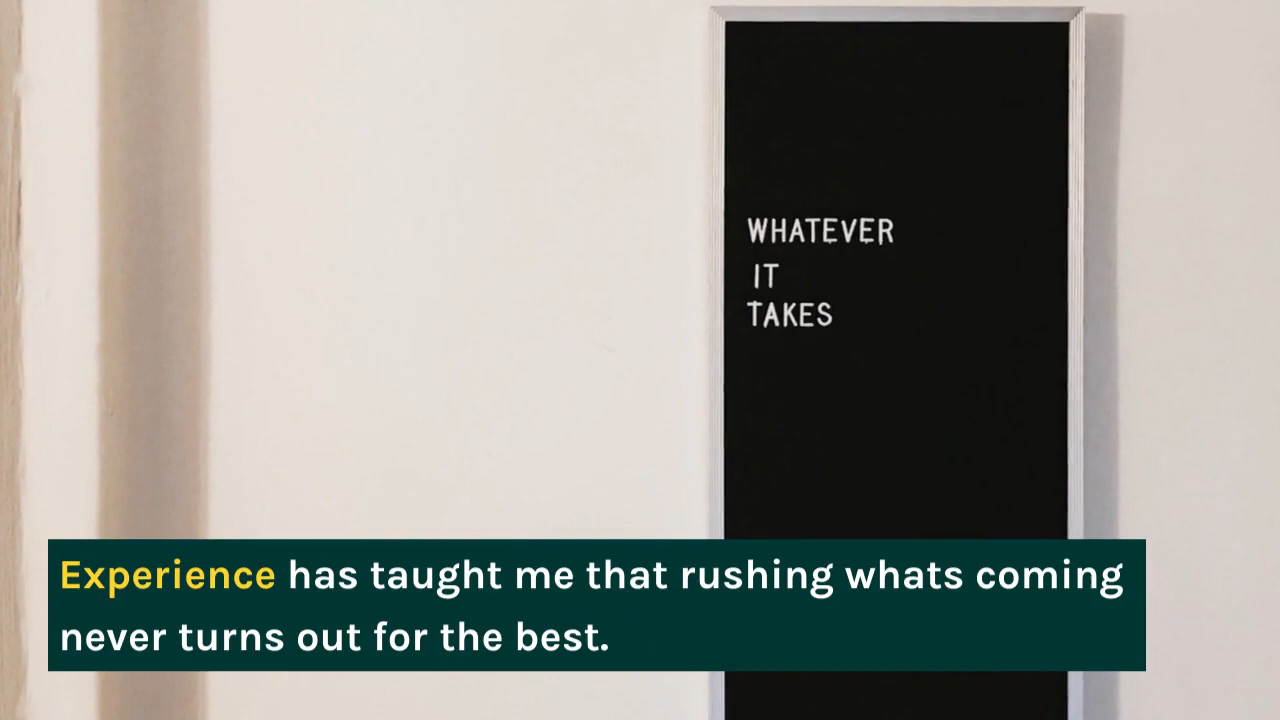 WHATEVER
IT
TAKES
Experience has taught me that rushing whats coming
never turns out for the best.